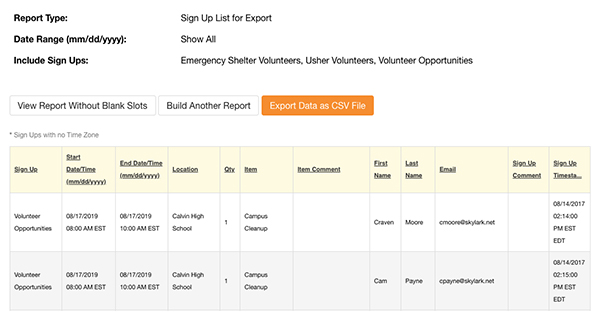 Report Type: Sign Up List for Export
Date Range (mm/dd/yyyy): Show All
Include Sign Ups: Emergency Shelter Volunteers, Usher Volunteers, Volunteer Opportunities
View Report Without Blank Slots Build Another Report Export Data as CSV File
* Sign Ups with no Time Zone
Sign Up Start Date/Time (mm/dd/yyyy) End Date/Time (mm/dd/yyyy) Location Qty Item Item Comment First Name Last Name Email Sign Up Comment Sign Up Timesta...
Volunteer Opportunities 08/17/2019 08:00 AM EST 08/17/2019 10:00 AM EST Calvin High School 1 Campus Cleanup Craven Moore cmoore@skylark.net 08/14/2017 02:14:00 PM EST EDT
Volunteer Opportunities 08/17/2019 08:00 AM EST 08/17/2019 10:00 AM EST Calvin High School 1 Campus Cleanup Cam Payne cpayne@skylark.net 08/14/2017 02:15:00 PM EST EDT